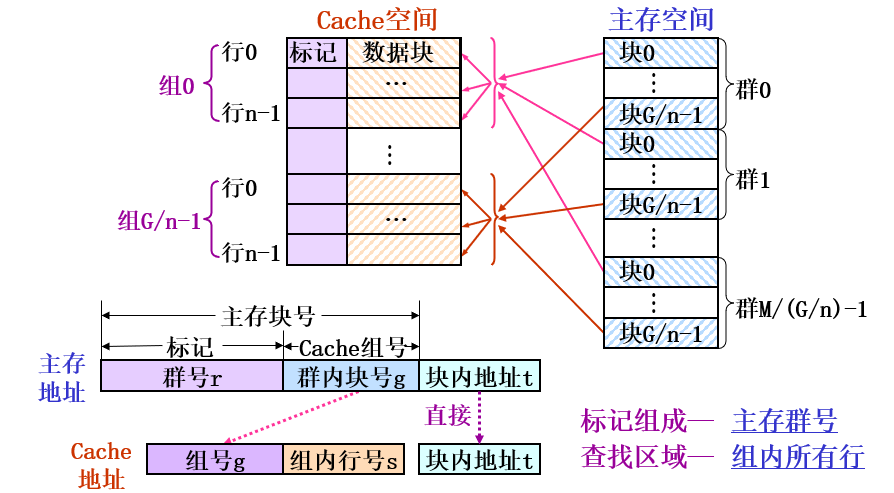 Cache空间
主存空间
组0
行0
标记
数据块
…
行n-1
⋮
组G/n-1
行0
…
行n-1
块0
⋮
块G/n-1
群0
块0
⋮
块G/n-1
群1
⋮
块0
⋮
块G/n-1
群M/(G/n)-1
主存块号
标记
Cache组号
主存
地址
群号r
群内块号g
块内地址t
直接
Cache
地址
组号g
组内行号s
块内地址t
标记组成— 主存群号
查找区域— 组内所有行